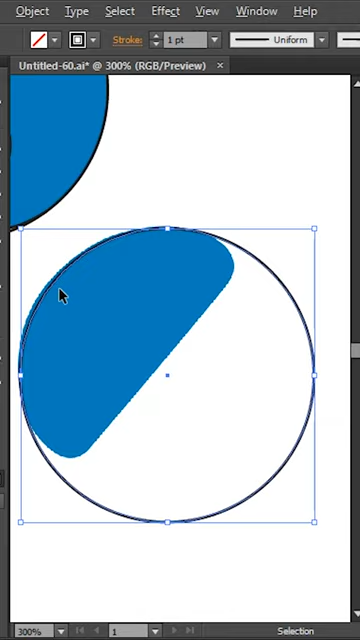 Object Type Select Effect View Window Help
Stroke: 1 pt Uniform
Untitled-60.ai* @ 300% (RGB/Preview) ×
300% 1 Selection